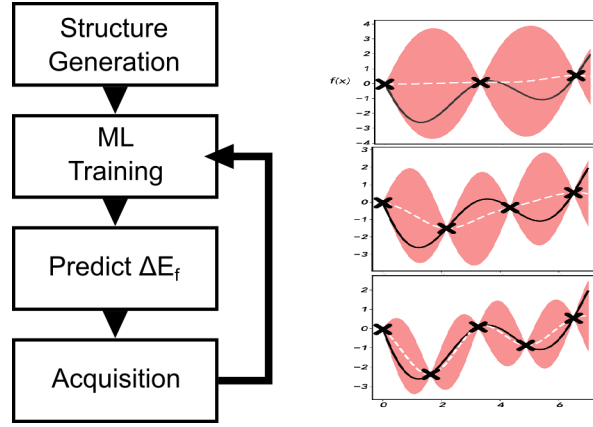 Structure
Generation
ML
Training
Predict ΔE_f
Acquisition
4
3
2
1
f(x) 0
−1
−2
−3
−4
3
2
1
0
−1
−2
−3
2
1
0
−1
−2
−3
0 2 4 6